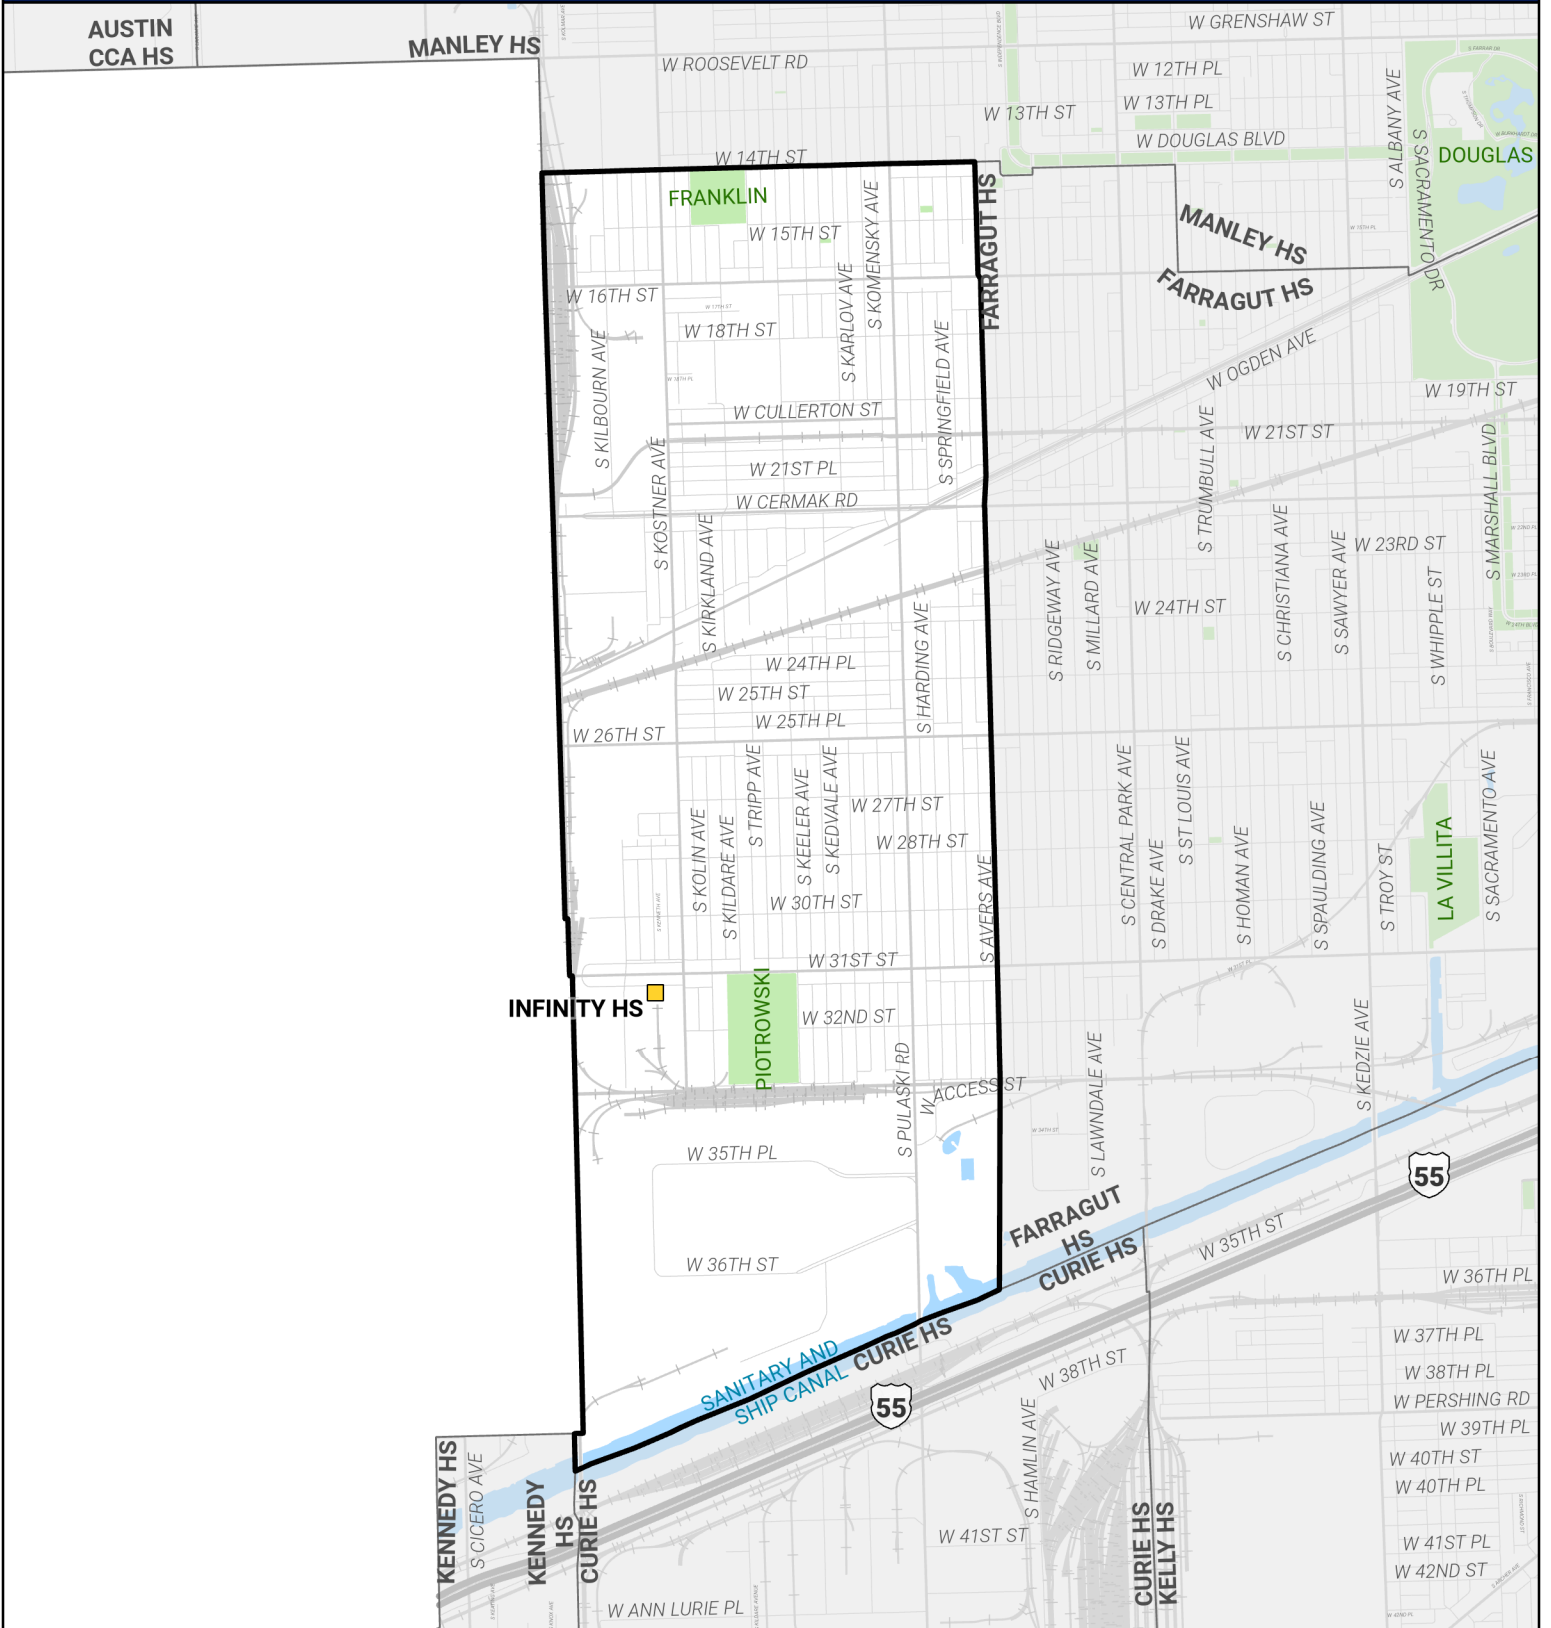 AUSTIN
CCA HS
MANLEY HS
W GRENSHAW ST
W ROOSEVELT RD
W 12TH PL
W 13TH PL
W 13TH ST
W DOUGLAS BLVD
S ALBANY AVE
S SACRAMENTO DR
DOUGLAS
W 14TH ST
FRANKLIN
W 15TH ST
S KOMENSKY AVE
FARRAGUT HS
MANLEY HS
FARRAGUT HS
W 16TH ST
W 17TH ST
W 18TH ST
S KARLOV AVE
S KILBOURN AVE
W 18TH PL
S SPRINGFIELD AVE
W OGDEN AVE
W 19TH ST
W CULLERTON ST
W 21ST ST
W 21ST PL
W CERMAK RD
S KOSTNER AVE
S KIRKLAND AVE
S TRUMBULL AVE
S MARSHALL BLVD
S CHRISTIANA AVE
S SAWYER AVE
W 23RD ST
S WHIPPLE ST
S RIDGEWAY AVE
S MILLARD AVE
W 24TH ST
W 24TH PL
S HARDING AVE
W 25TH ST
W 25TH PL
W 26TH ST
S TRIPP AVE
S KEELER AVE
S KEDVALE AVE
W 27TH ST
W 28TH ST
S KOLIN AVE
S KILDARE AVE
S AVERS AVE
W 30TH ST
S KENNETH AVE
S CENTRAL PARK AVE
S DRAKE AVE
S ST LOUIS AVE
S HOMAN AVE
S SPAULDING AVE
S TROY ST
LA VILLITA
S SACRAMENTO AVE
W 31ST ST
W 31ST PL
INFINITY HS
PIOTROWSKI
W 32ND ST
S PULASKI RD
W ACCESS ST
S LAWNDALE AVE
S KEDZIE AVE
W 34TH ST
W 35TH PL
FARRAGUT
HS
CURIE HS
55
W 35TH ST
W 36TH ST
W 36TH PL
SANITARY AND
SHIP CANAL
CURIE HS
55
W 38TH ST
W 37TH PL
W 38TH PL
W PERSHING RD
W 39TH PL
S HAMLIN AVE
W 40TH ST
W 40TH PL
KENNEDY HS
S CICERO AVE
KENNEDY
HS
CURIE HS
W 41ST ST
CURIE HS
KELLY HS
W 41ST PL
W 42ND ST
W ANN LURIE PL